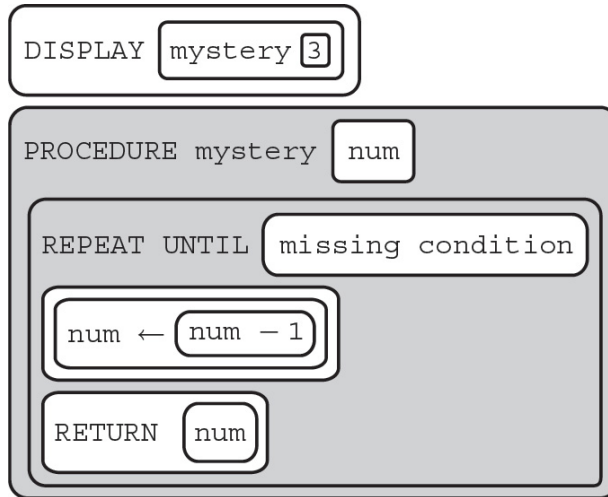 DISPLAY mystery 3
PROCEDURE mystery num
REPEAT UNTIL missing condition
num ← num - 1
RETURN num